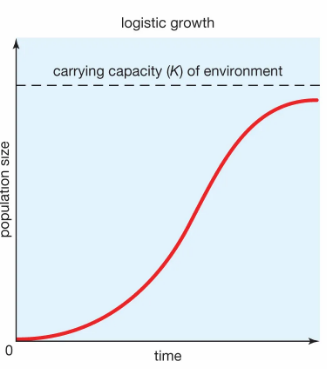 logistic growth
carrying capacity (K) of environment
population size
0
time